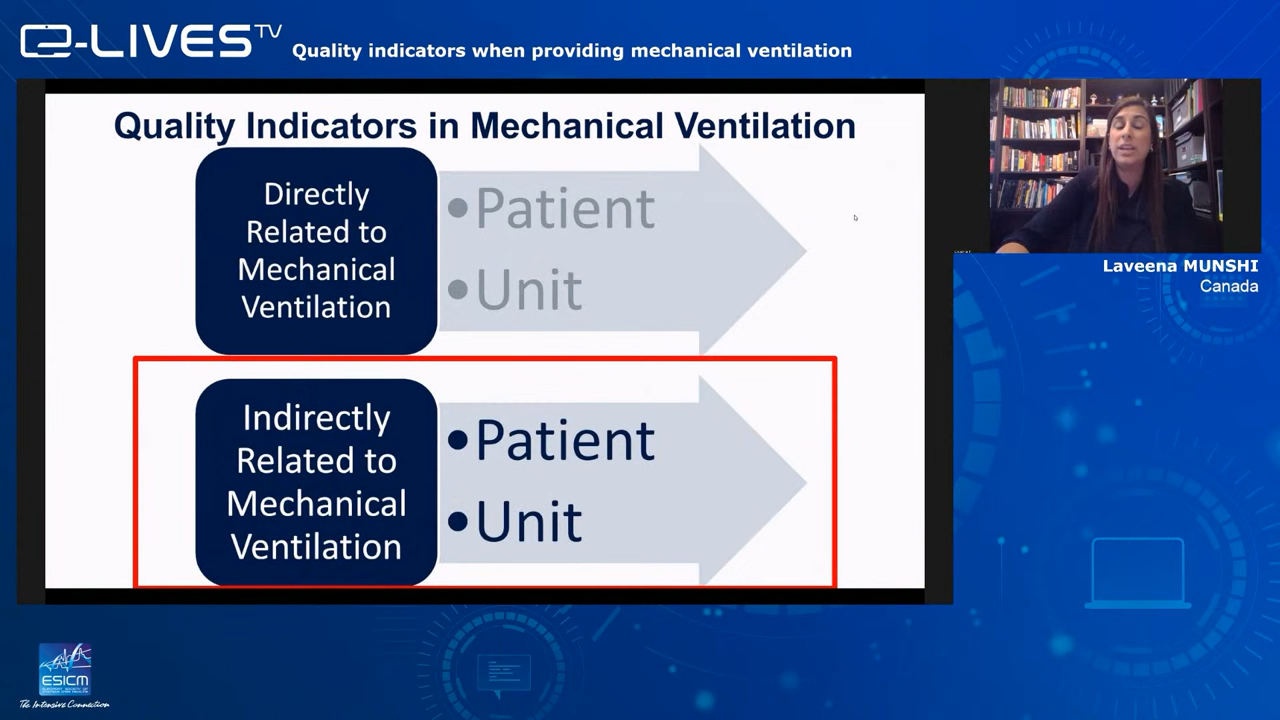 e-LIVES TV
Quality indicators when providing mechanical ventilation
Quality Indicators in Mechanical Ventilation
Directly
Related to
Mechanical
Ventilation
•Patient
•Unit
Indirectly
Related to
Mechanical
Ventilation
•Patient
•Unit
Laveena MUNSHI
Canada
ESICM
The Intensive Connection